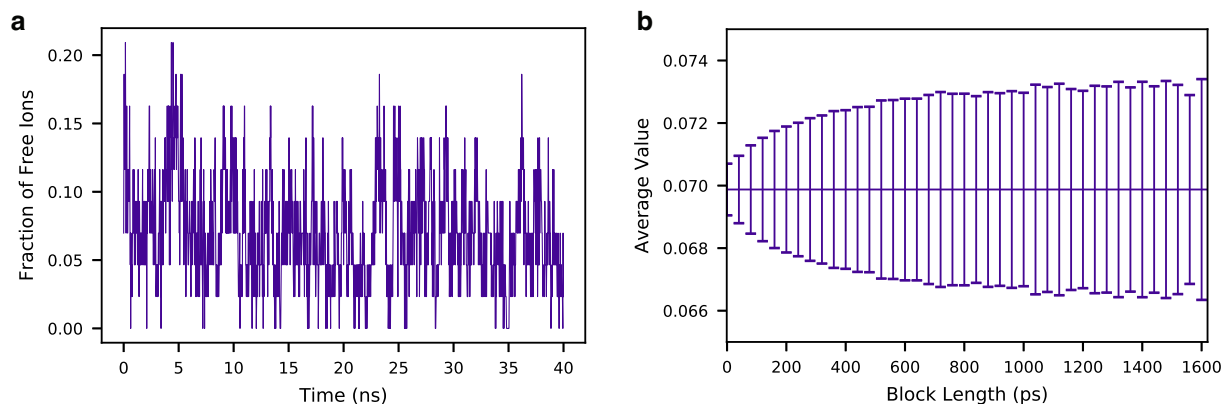 a
Fraction of Free Ions
0.20
0.15
0.10
0.05
0.00
0 5 10 15 20 25 30 35 40
Time (ns)
b
Average Value
0.074
0.072
0.070
0.068
0.066
0 200 400 600 800 1000 1200 1400 1600
Block Length (ps)